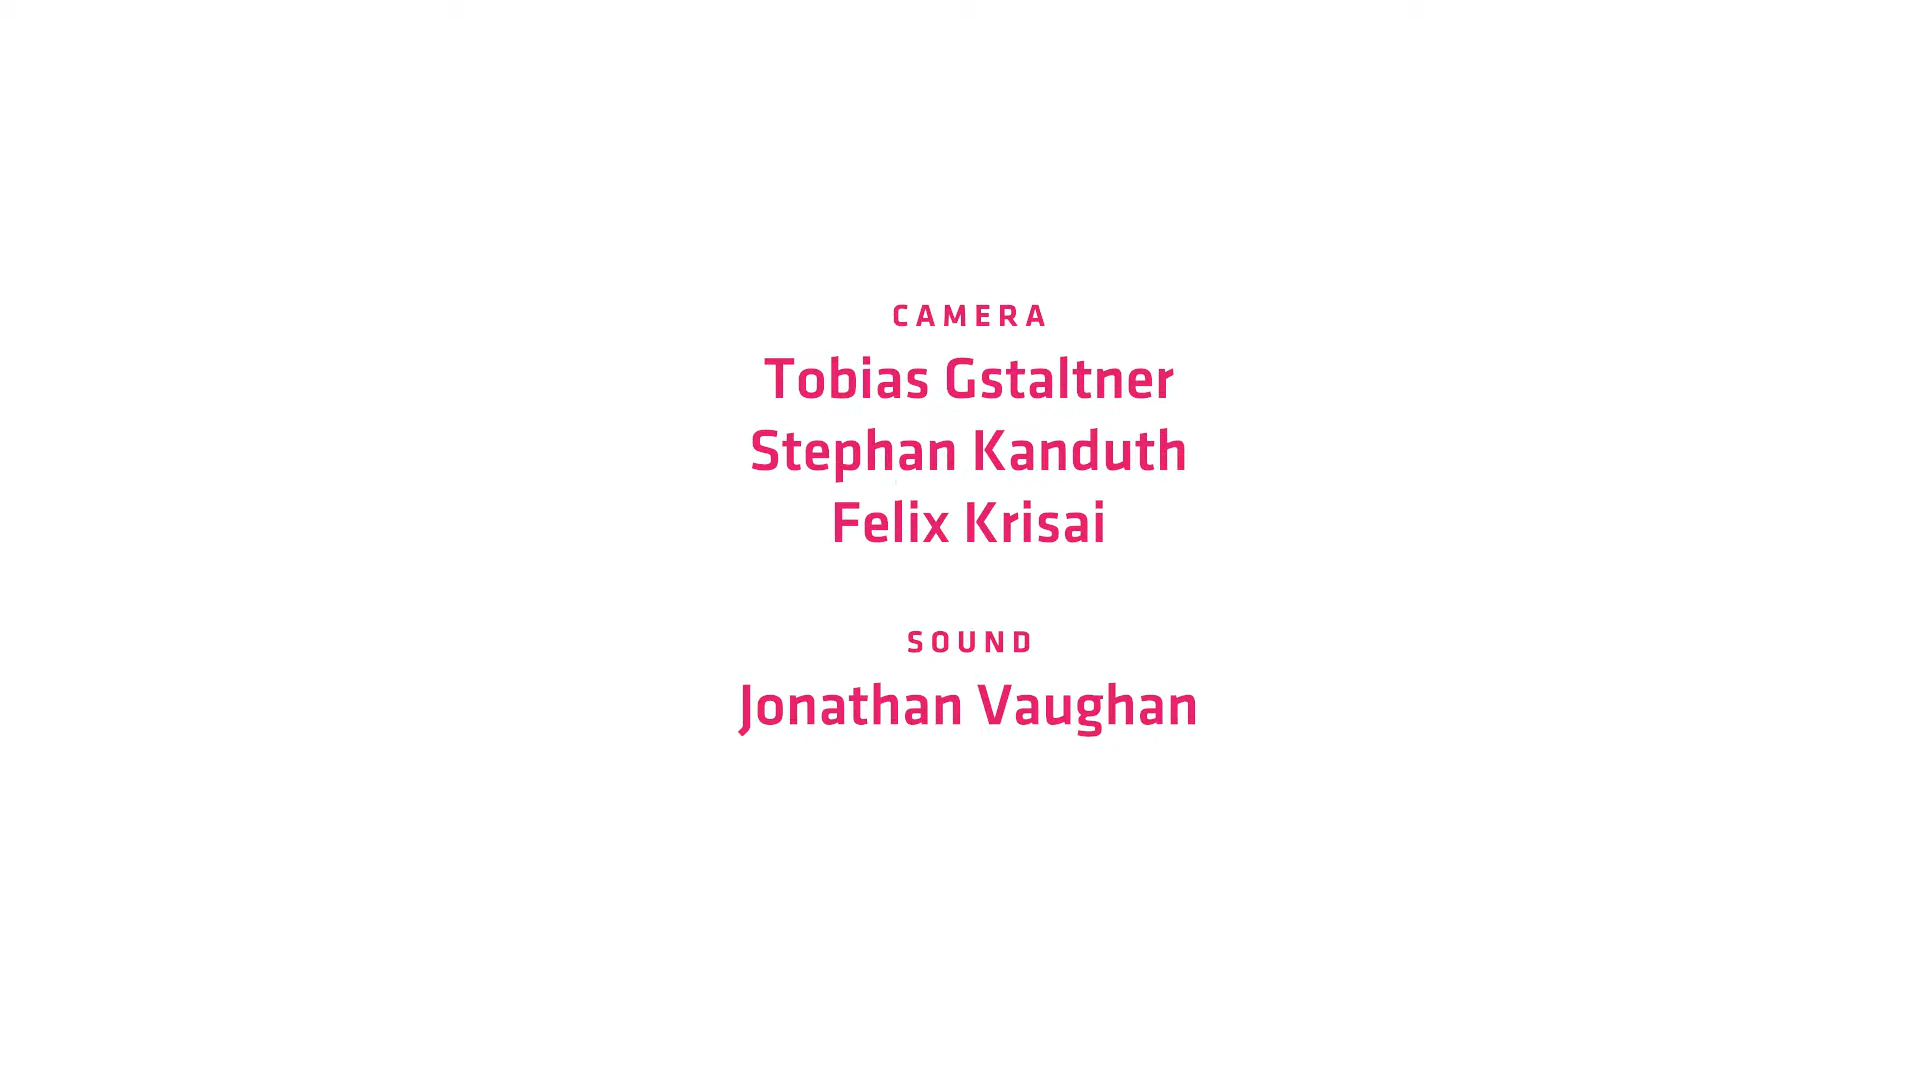 CAMERA
Tobias Gstaltner
Stephan Kanduth
Felix Krisai
SOUND
Jonathan Vaughan